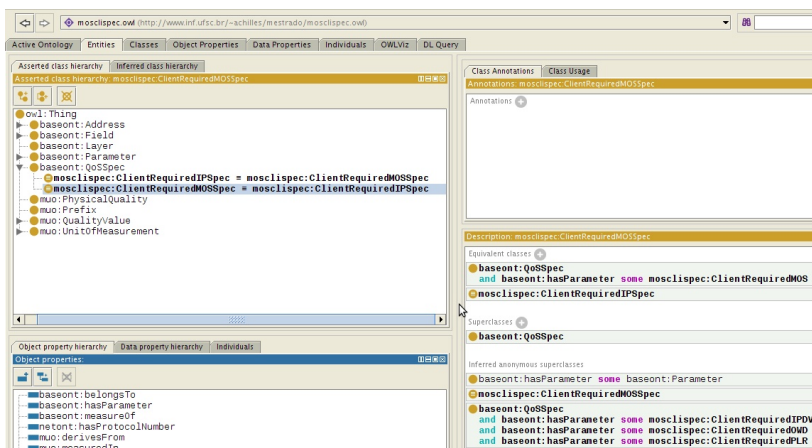 mosclispec.owl (http://www.inf.ufsc.br/~achilles/mestrado/mosclispec.owl)
Active Ontology Entities Classes Object Properties Data Properties Individuals OWLViz DL Query
Asserted class hierarchy Inferred class hierarchy
Asserted class hierarchy: mosclispec:ClientRequiredMOSSpec
owl:Thing
baseont:Address
baseont:Field
baseont:Layer
baseont:Parameter
baseont:QoSSpec
mosclispec:ClientRequiredIPSpec ≡ mosclispec:ClientRequiredMOSSpec
mosclispec:ClientRequiredMOSSpec ≡ mosclispec:ClientRequiredIPSpec
muo:PhysicalQuality
muo:Prefix
muo:QualityValue
muo:UnitOfMeasurement
Object property hierarchy Data property hierarchy Individuals
Object properties:
baseont:belongsTo
baseont:hasParameter
baseont:measureOf
netont:hasProtocolNumber
muo:derivesFrom
muo:measuredIn
Class Annotations Class Usage
Annotations: mosclispec:ClientRequiredMOSSpec
Annotations
Description: mosclispec:ClientRequiredMOSSpec
Equivalent classes
baseont:QoSSpec
and baseont:hasParameter some mosclispec:ClientRequiredMOS
mosclispec:ClientRequiredIPSpec
Superclasses
baseont:QoSSpec
Inferred anonymous superclasses
baseont:hasParameter some baseont:Parameter
mosclispec:ClientRequiredMOSSpec
baseont:QoSSpec
and baseont:hasParameter some mosclispec:ClientRequiredIPDV
and baseont:hasParameter some mosclispec:ClientRequiredOWD
and baseont:hasParameter some mosclispec:ClientRequiredPLR